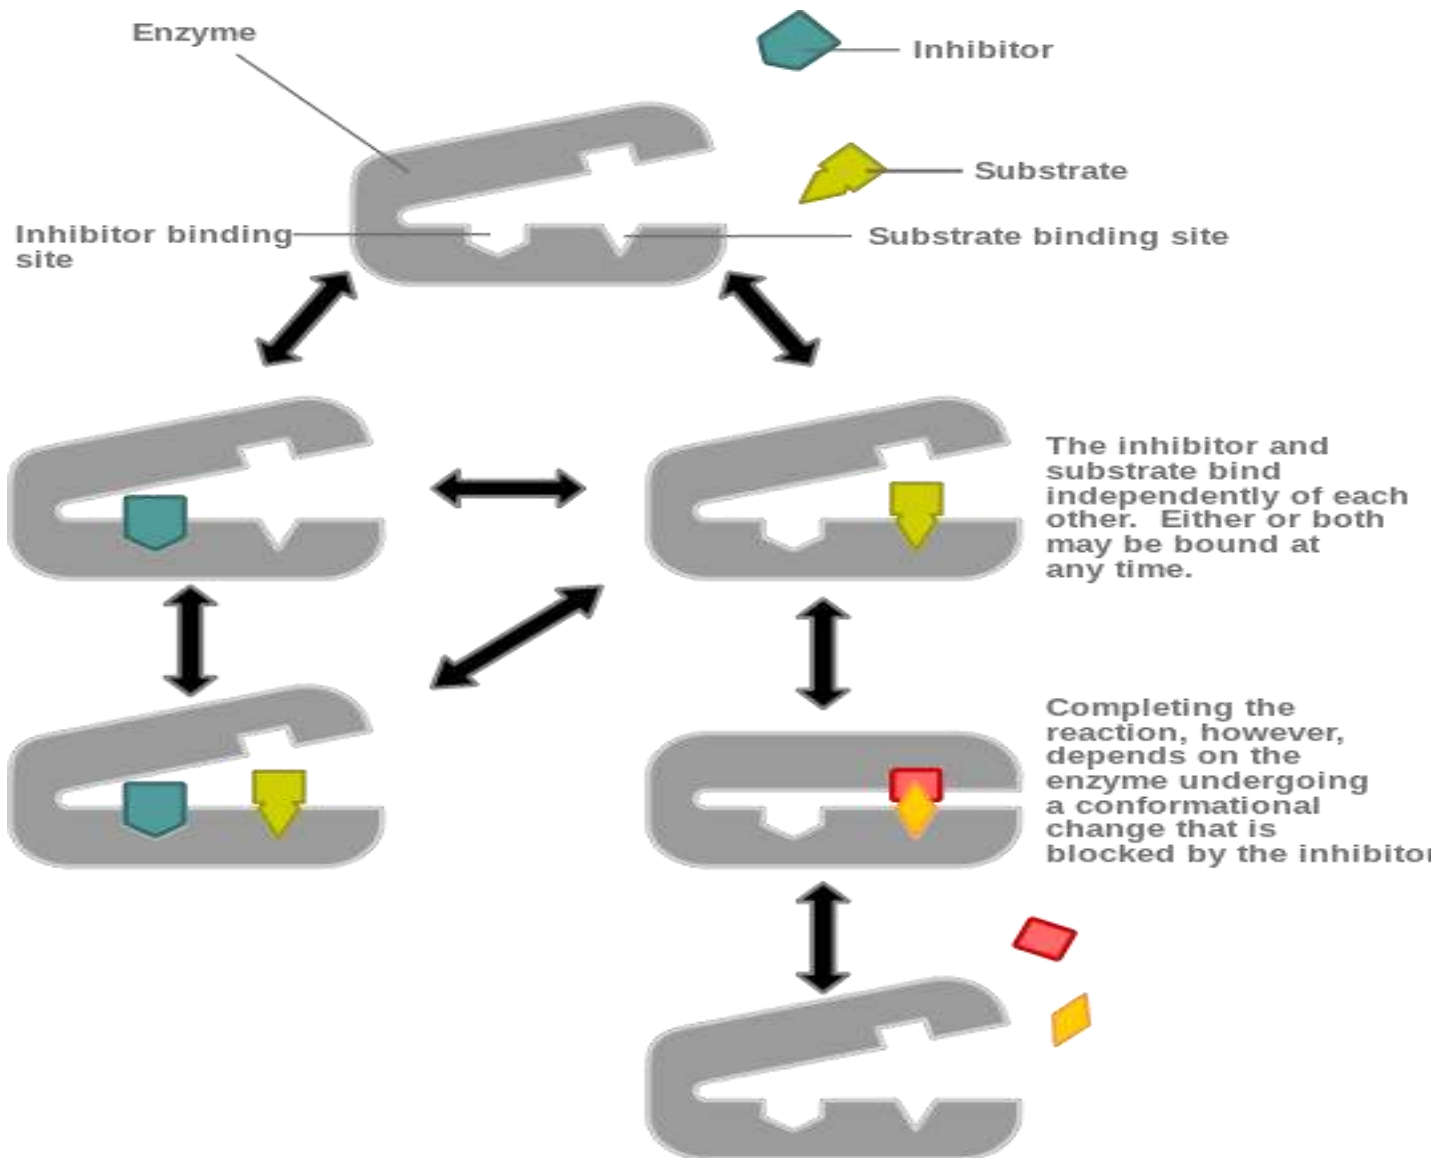 Enzyme
Inhibitor
Substrate
Inhibitor binding
site
Substrate binding site
The inhibitor and
substrate bind
independently of each
other.  Either or both
may be bound at
any time.
Completing the
reaction, however,
depends on the
enzyme undergoing
a conformational
change that is
blocked by the inhibitor